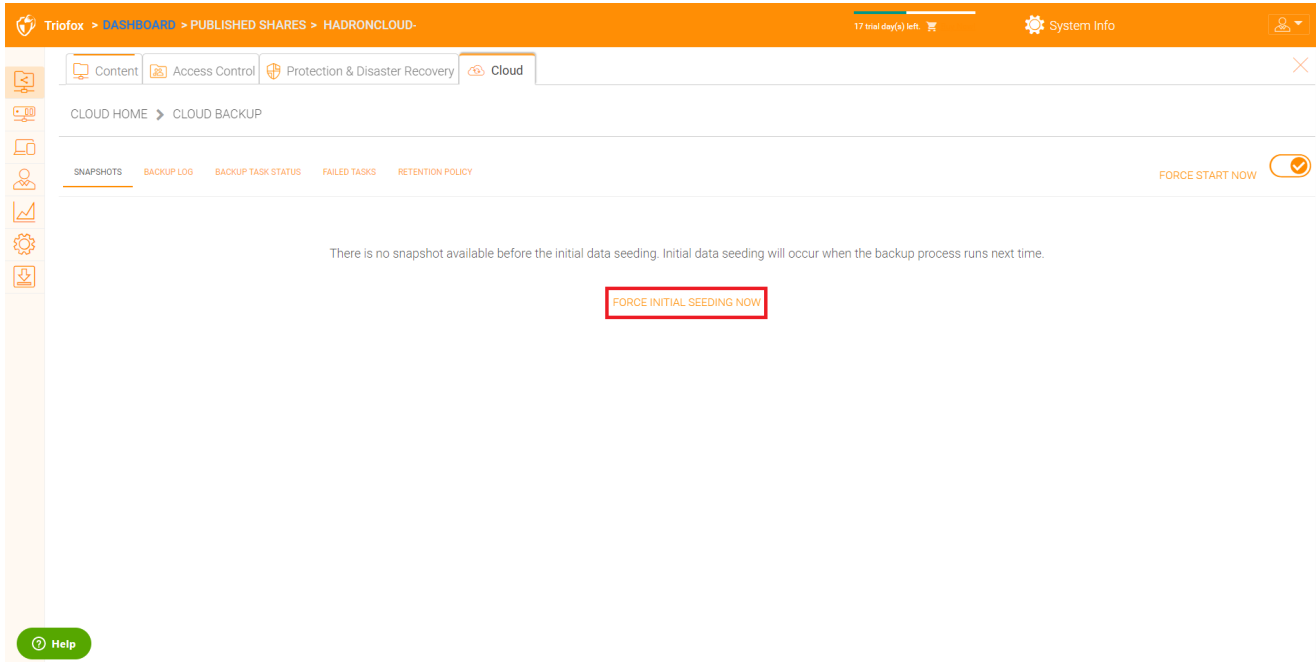 Triofox > DASHBOARD > PUBLISHED SHARES > HADRONCLOUD-
17 trial day(s) left.
System Info
Content
Access Control
Protection & Disaster Recovery
Cloud
CLOUD HOME > CLOUD BACKUP
SNAPSHOTS
BACKUP LOG
BACKUP TASK STATUS
FAILED TASKS
RETENTION POLICY
FORCE START NOW
There is no snapshot available before the initial data seeding. Initial data seeding will occur when the backup process runs next time.
FORCE INITIAL SEEDING NOW
Help